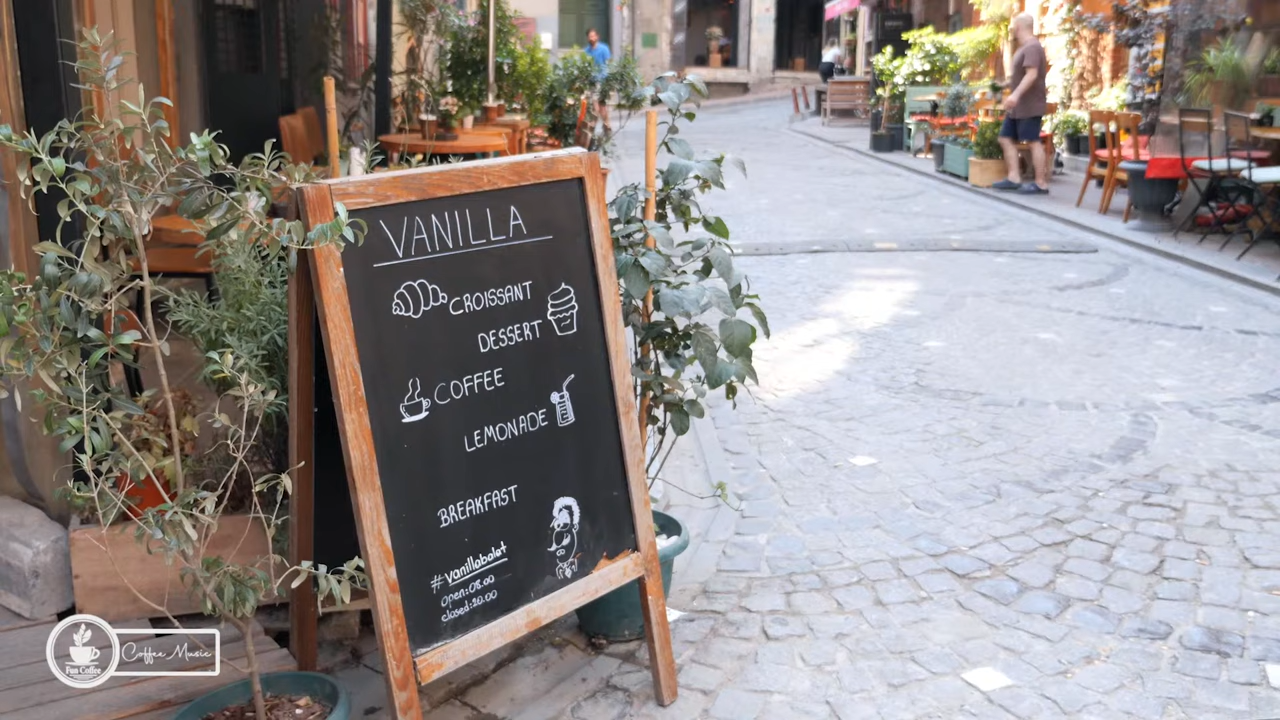 VANILLA
CROISSANT
DESSERT
COFFEE
LEMONADE
BREAKFAST
#vanillabalat
open:08.00
closed:20.00
Fun Coffee
Coffee Music